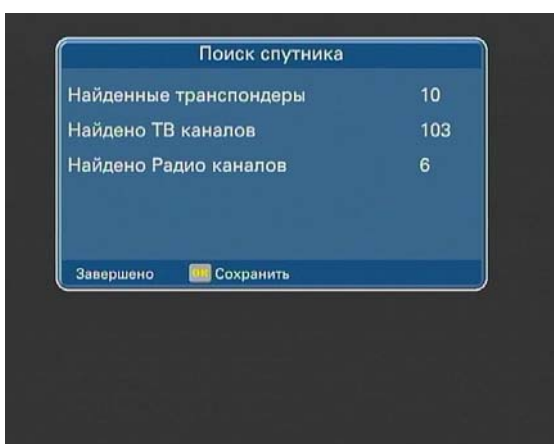 Поиск спутника
Найденные транспондеры 10
Найдено ТВ каналов 103
Найдено Радио каналов 6
Завершено OK Сохранить